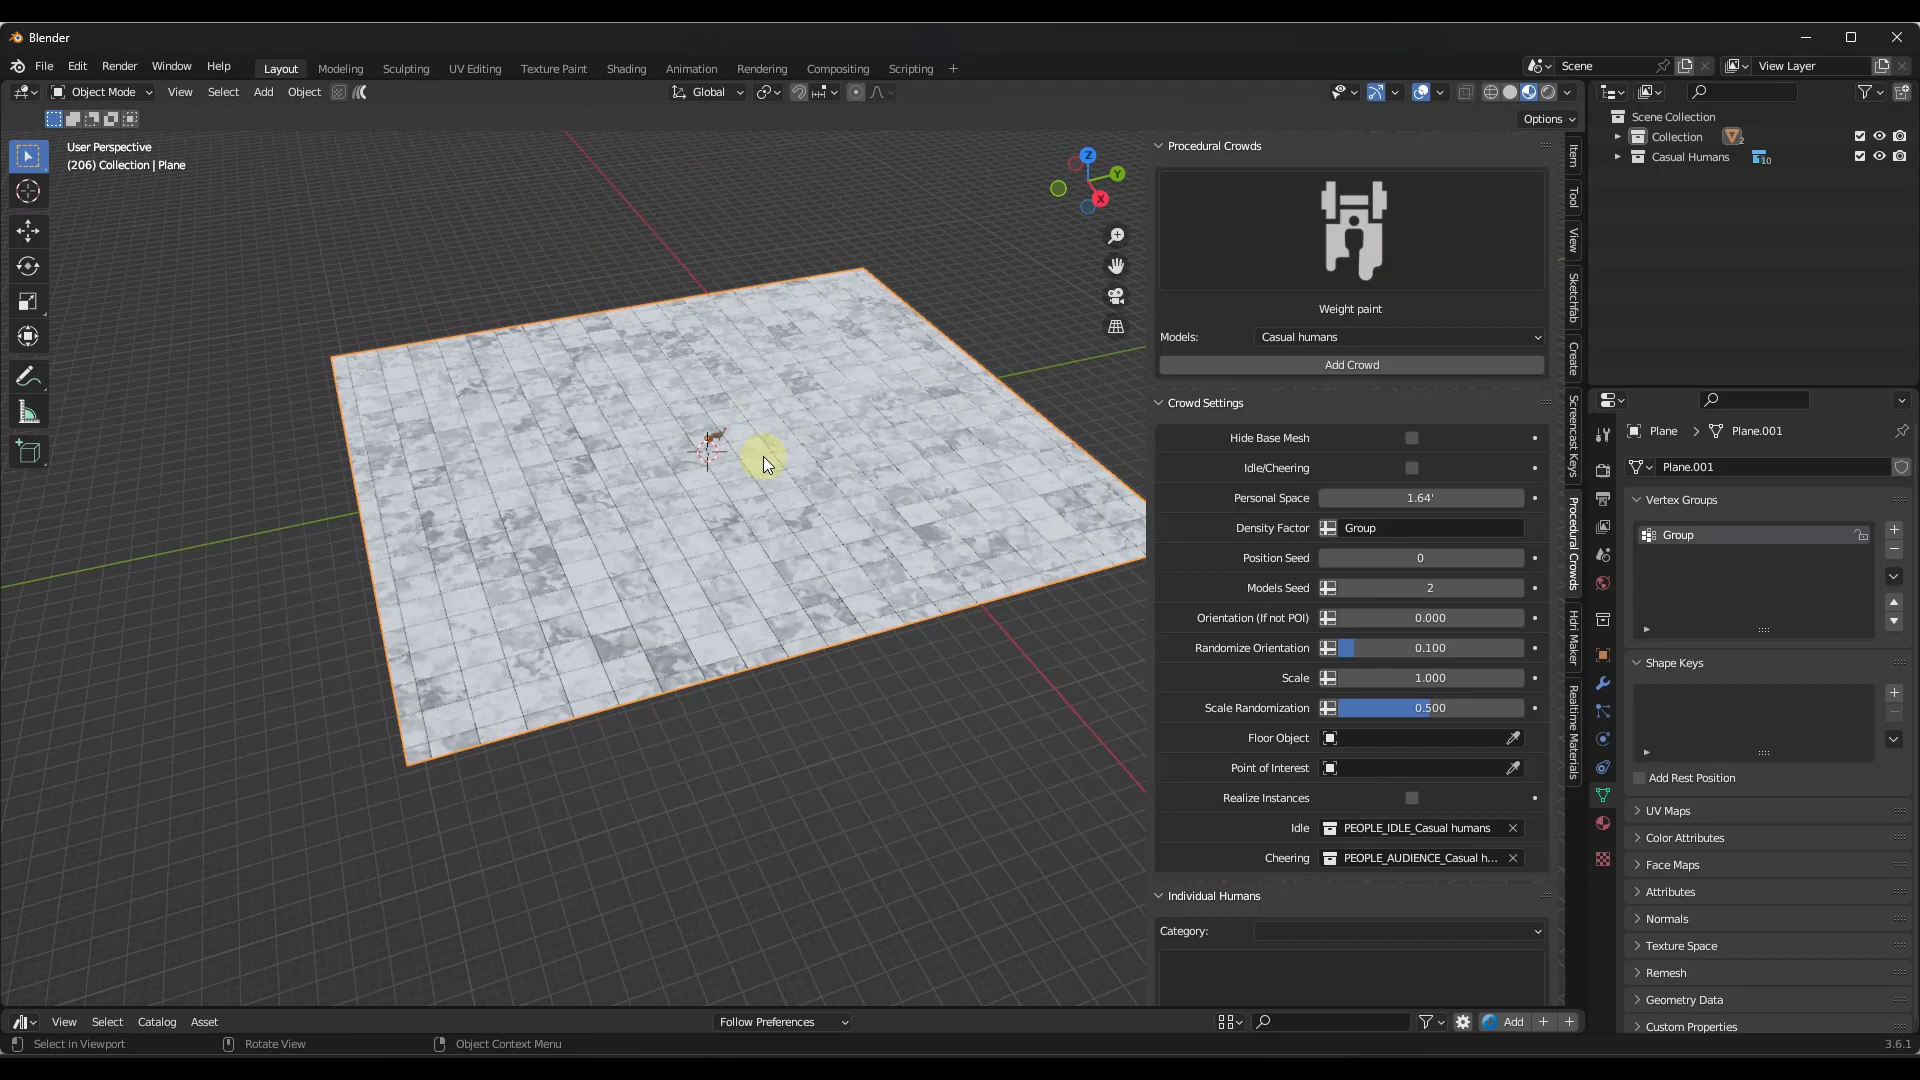 Blender
File Edit Render Window Help
Layout Modeling Sculpting UV Editing Texture Paint Shading Animation Rendering Compositing Scripting +
Scene
View Layer
Object Mode View Select Add Object
Global
Options
User Perspective
(206) Collection | Plane
Z
Y
X
Procedural Crowds
Weight paint
Models: Casual humans
Add Crowd
Crowd Settings
Hide Base Mesh
Idle/Cheering
Personal Space 1.64'
Density Factor Group
Position Seed 0
Models Seed 2
Orientation (If not POI) 0.000
Randomize Orientation 0.100
Scale 1.000
Scale Randomization 0.500
Floor Object
Point of Interest
Realize Instances
Idle PEOPLE_IDLE_Casual humans
Cheering PEOPLE_AUDIENCE_Casual h...
Individual Humans
Category:
Item
Tool
View
Sketchfab
Create
Screencast Keys
Procedural Crowds
Hdri Maker
Realtime Materials
Scene Collection
Collection 2
Casual Humans 10
Plane > Plane.001
Plane.001
Vertex Groups
Group
Shape Keys
Add Rest Position
UV Maps
Color Attributes
Face Maps
Attributes
Normals
Texture Space
Remesh
Geometry Data
Custom Properties
View Select Catalog Asset
Follow Preferences
Add
Select in Viewport
Rotate View
Object Context Menu
3.6.1